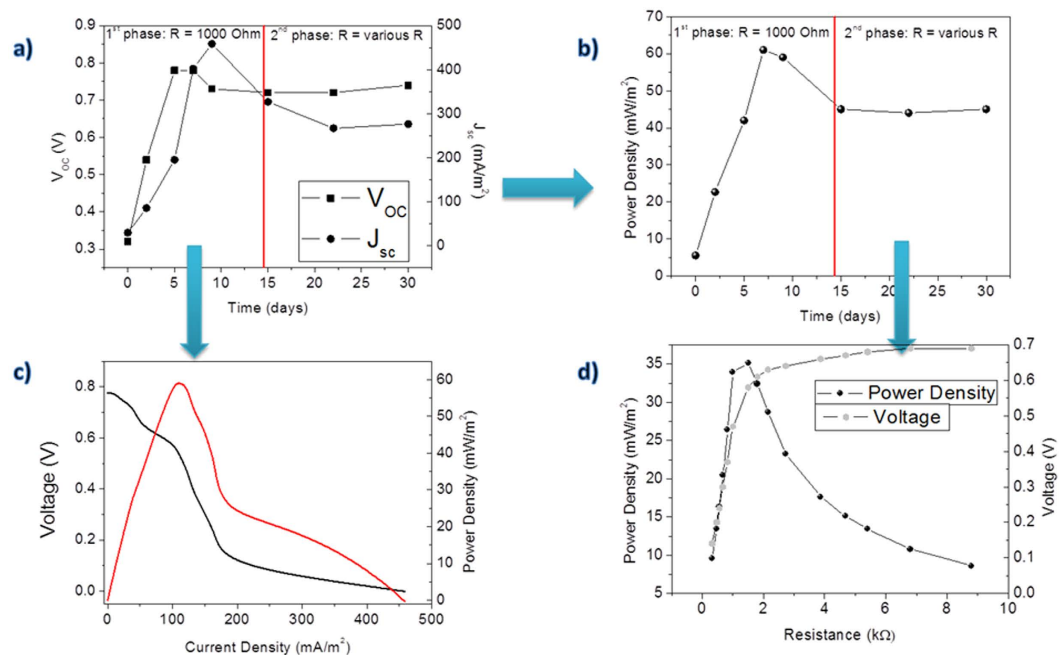 a)
1st phase: R = 1000 Ohm
2nd phase: R = various R
0.9
0.8
0.7
0.6
0.5
0.4
0.3
VOC (V)
500
400
300
200
100
0
Jsc (mA/m²)
VOC
Jsc
0 5 10 15 20 25 30
Time (days)
b)
1st phase: R = 1000 Ohm
2nd phase: R = various R
70
60
50
40
30
20
10
0
Power Density (mW/m²)
0 5 10 15 20 25 30
Time (days)
c)
0.8
0.6
0.4
0.2
0.0
Voltage (V)
60
50
40
30
20
10
0
Power Density (mW/m²)
0 100 200 300 400 500
Current Density (mA/m²)
d)
35
30
25
20
15
10
5
Power Density (mW/m²)
Power Density
Voltage
0.7
0.6
0.5
0.4
0.3
0.2
0.1
0.0
Voltage (V)
0 2 4 6 8 10
Resistance (kΩ)